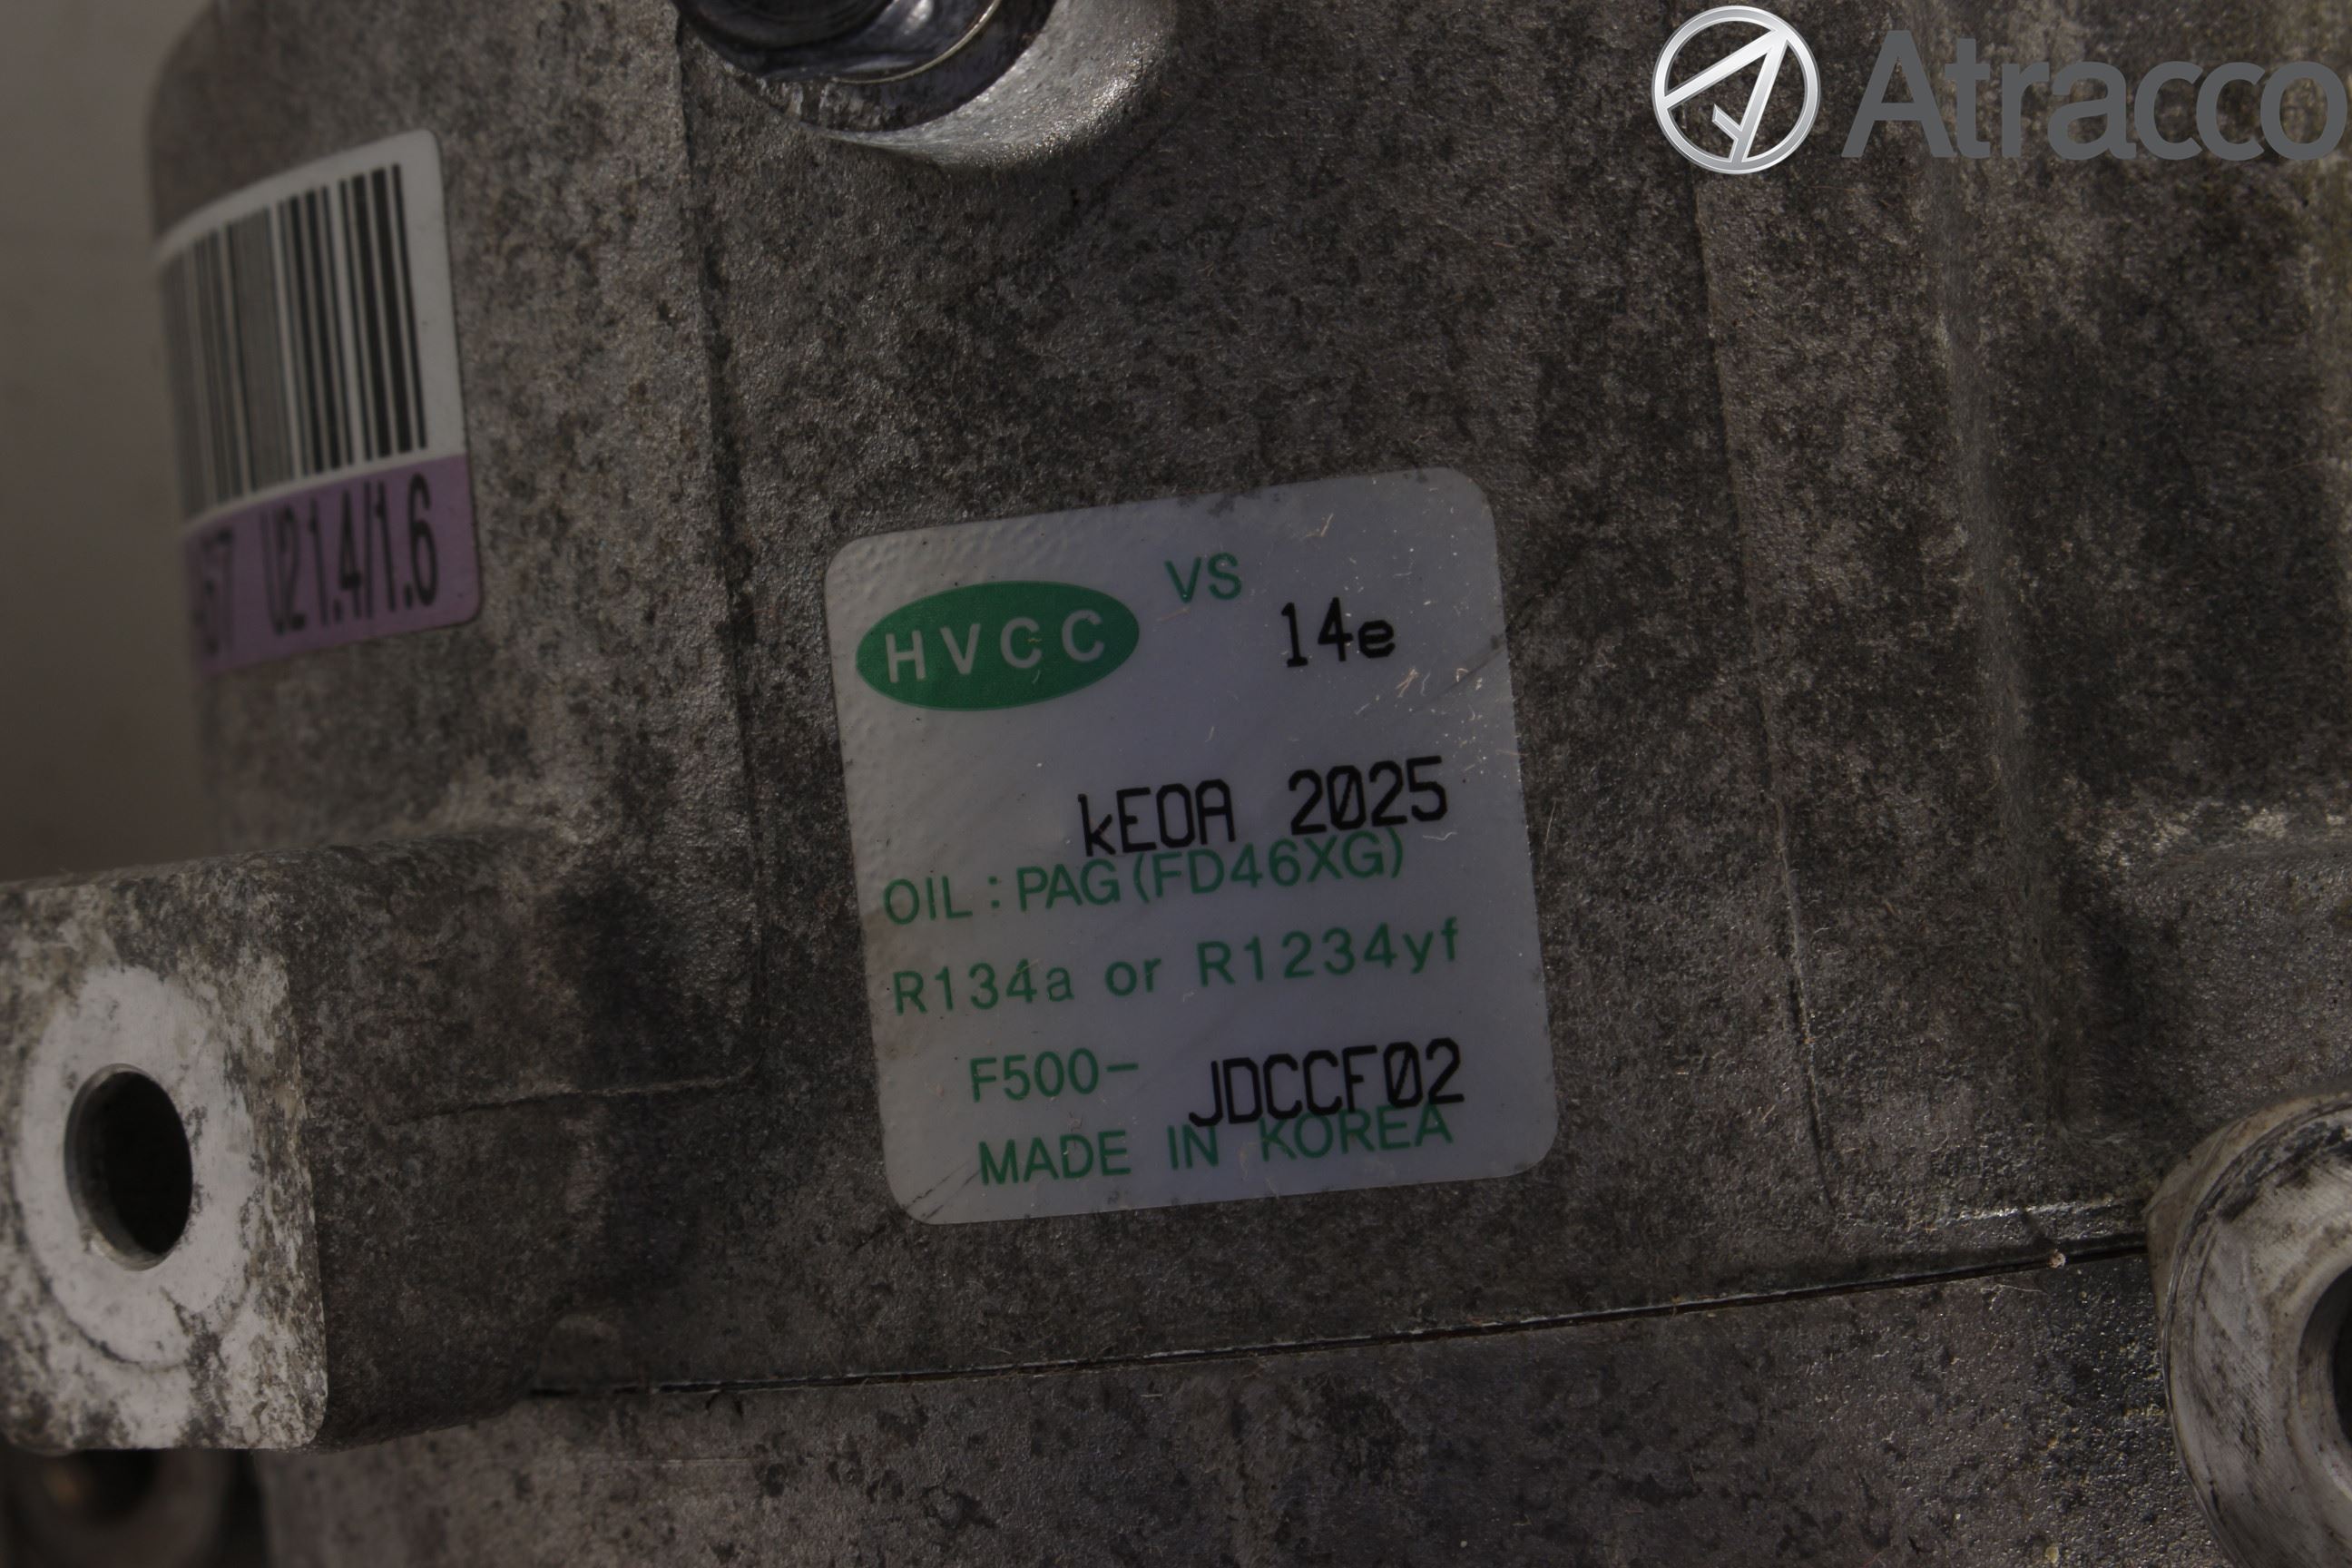 Atracco
U2 1.4/1.6
HVCC VS
14e
kEOA 2025
OIL : PAG (FD46XG)
R134a or R1234yf
F500- JDCCF02
MADE IN KOREA